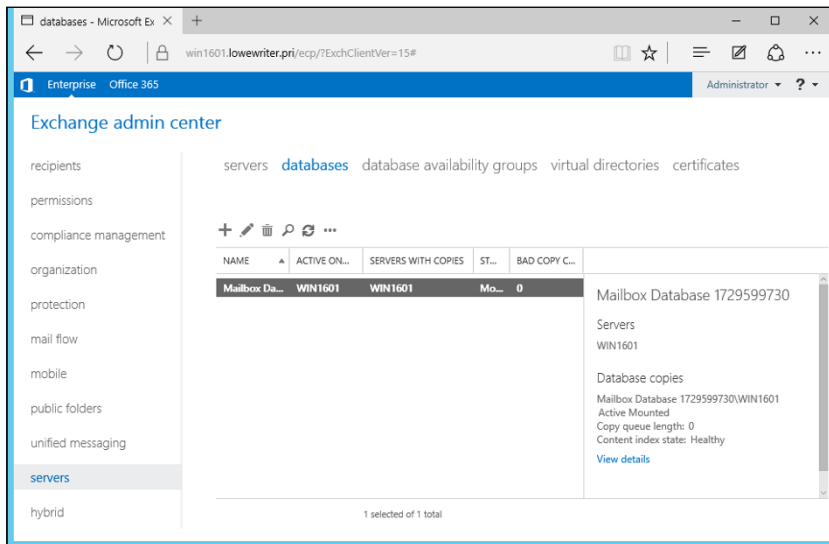 databases - Microsoft Ex
win1601.lowewriter.pri/ecp/?ExchClientVer=15#
Enterprise Office 365
Administrator ?
Exchange admin center
recipients
permissions
compliance management
organization
protection
mail flow
mobile
public folders
unified messaging
servers
hybrid
servers databases database availability groups virtual directories certificates
NAME ACTIVE ON... SERVERS WITH COPIES ST... BAD COPY C...
Mailbox Da... WIN1601 WIN1601 Mo... 0
1 selected of 1 total
Mailbox Database 1729599730
Servers
WIN1601
Database copies
Mailbox Database 1729599730\WIN1601
Active Mounted
Copy queue length: 0
Content index state: Healthy
View details